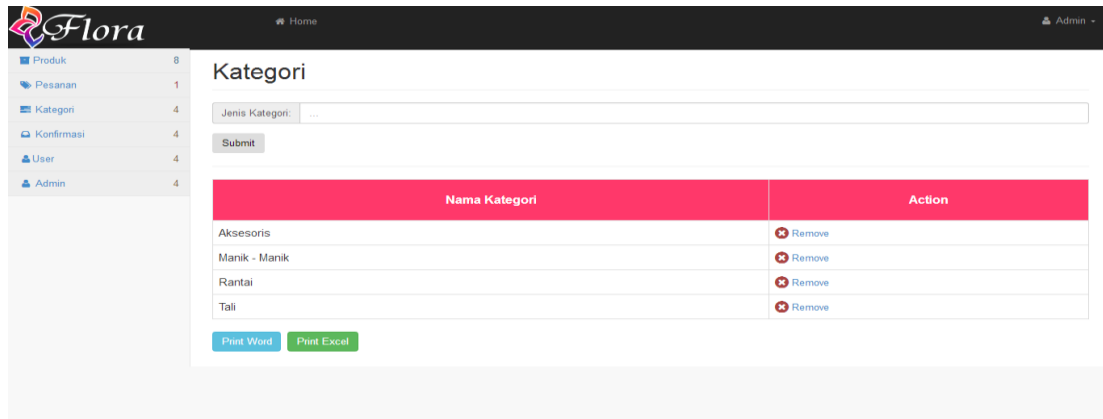 Flora
Home
Admin
Produk 8
Pesanan 1
Kategori 4
Konfirmasi 4
User 4
Admin 4
Kategori
Jenis Kategori: ...
Submit
Nama Kategori Action
Aksesoris Remove
Manik - Manik Remove
Rantai Remove
Tali Remove
Print Word Print Excel